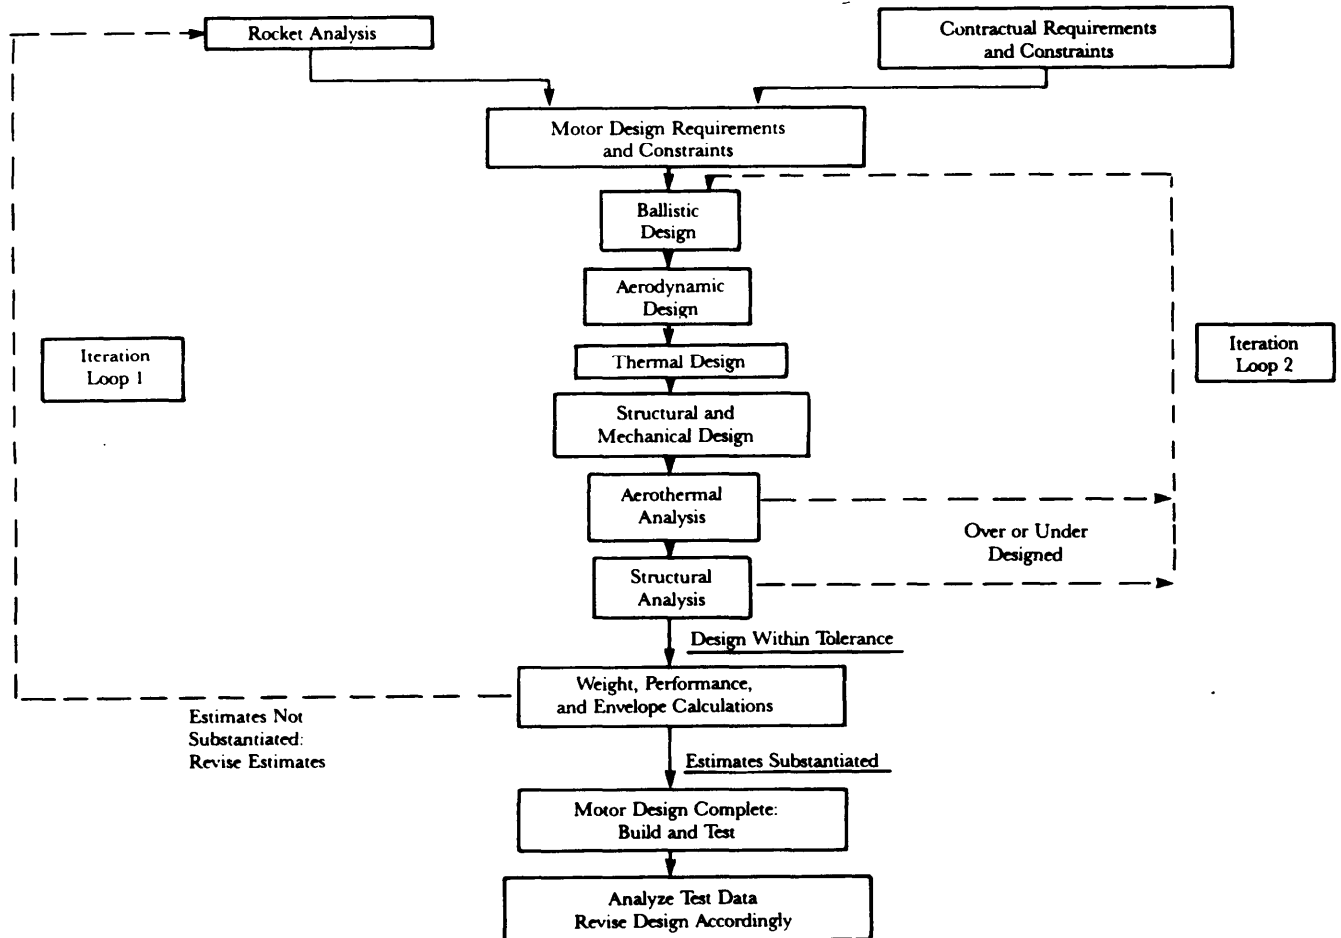 Rocket Analysis
Contractual Requirements
and Constraints
Motor Design Requirements
and Constraints
Ballistic
Design
Aerodynamic
Design
Iteration
Loop 1
Thermal Design
Iteration
Loop 2
Structural and
Mechanical Design
Aerothermal
Analysis
Over or Under
Designed
Structural
Analysis
Design Within Tolerance
Weight, Performance,
and Envelope Calculations
Estimates Not
Substantiated:
Revise Estimates
Estimates Substantiated
Motor Design Complete:
Build and Test
Analyze Test Data
Revise Design Accordingly